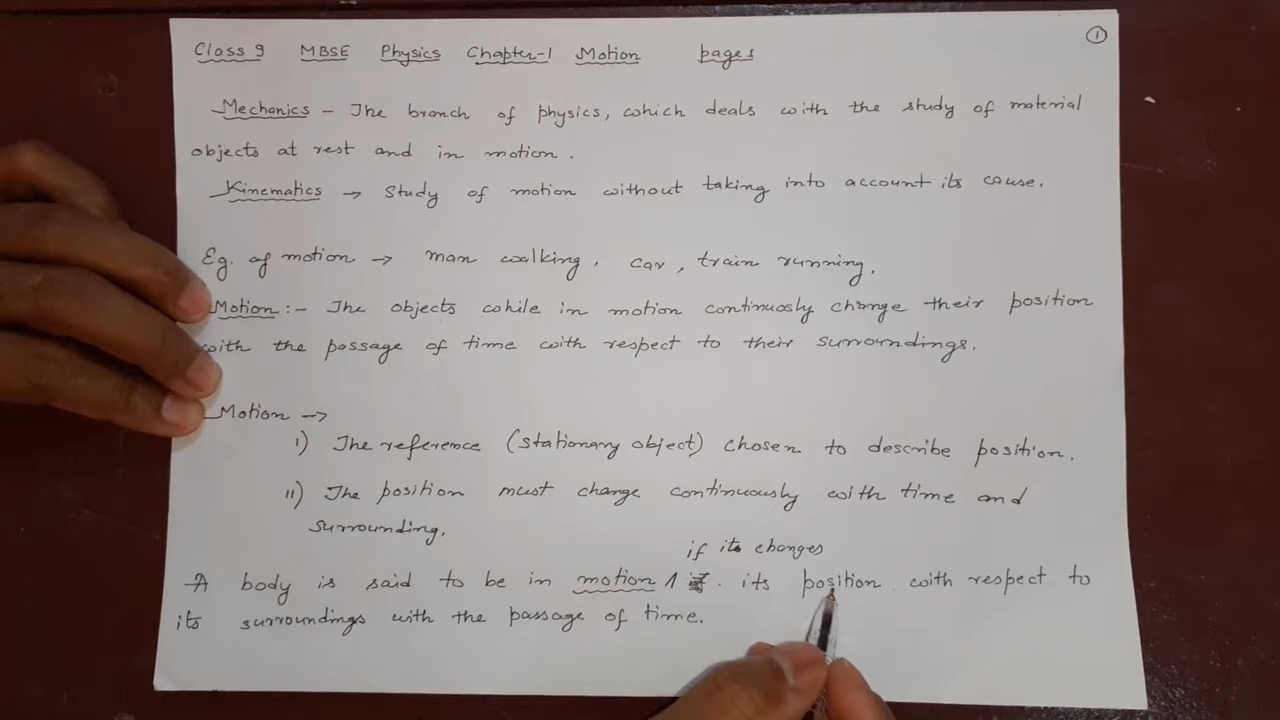 Class 9 MBSE Physics Chapter-1 Motion pages
1
Mechanics - The branch of physics, which deals with the study of material
objects at rest and in motion.
Kinematics → Study of motion without taking into account its cause.
Eg. of motion → man walking, car, train running.
Motion :- The objects while in motion continuosly change their position
with the passage of time with respect to their surroundings.
Motion →
i) The reference (stationary object) chosen to describe position.
ii) The position must change continuously with time and
surrounding.
if its changes
A body is said to be in motion its position with respect to
its surroundings with the passage of time.